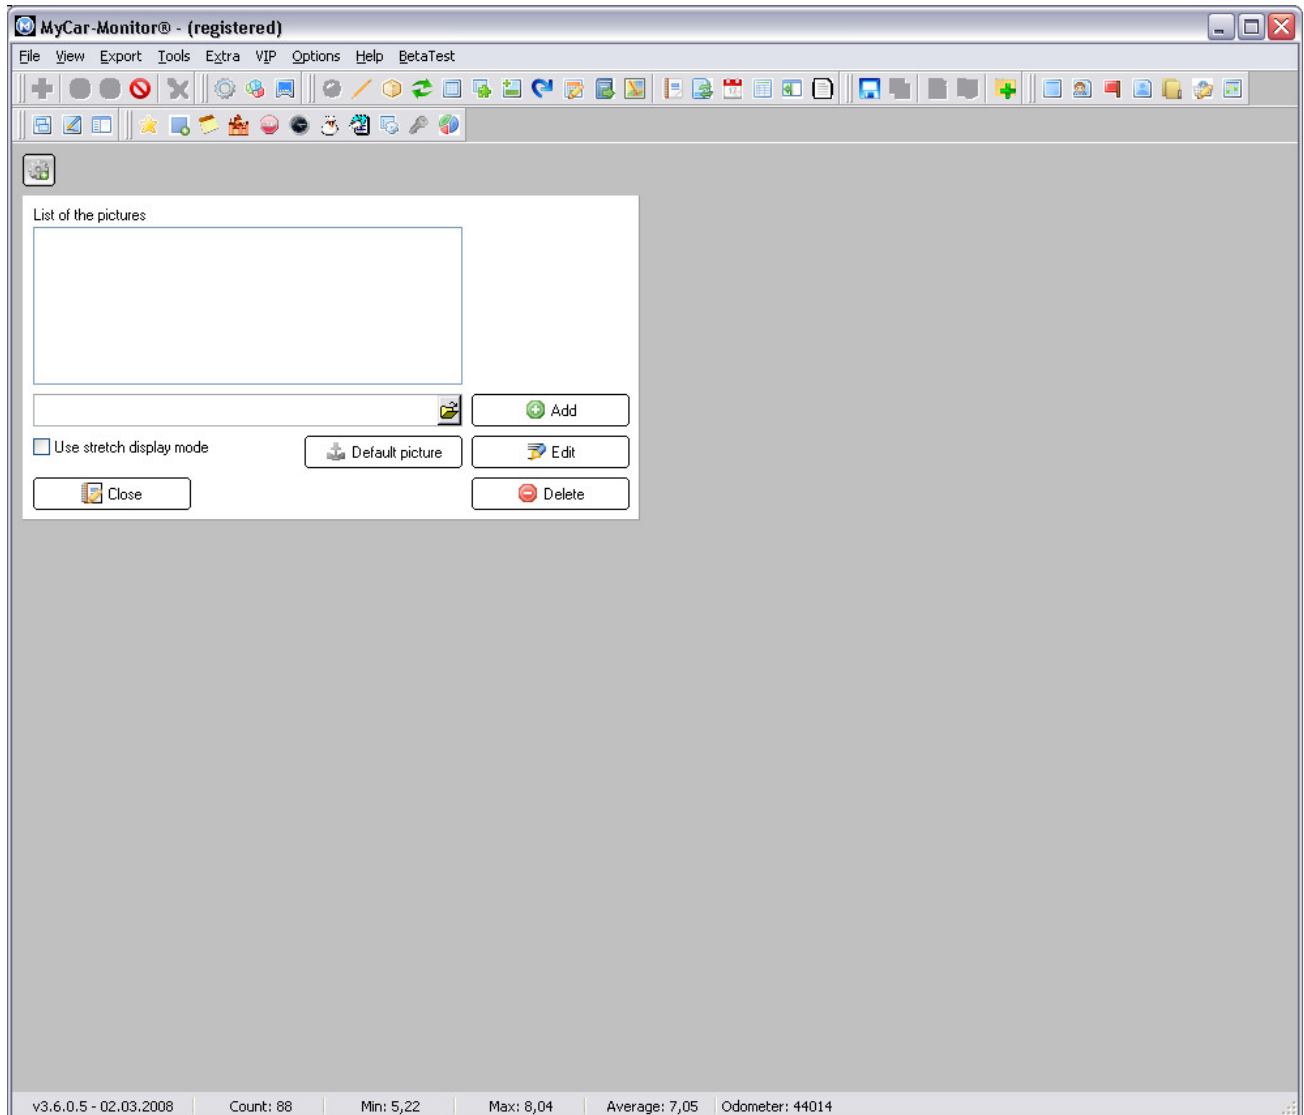 MyCar-Monitor® - (registered)
File View Export Tools Extra VIP Options Help BetaTest
List of the pictures
Add
Use stretch display mode
Default picture
Edit
Close
Delete
v3.6.0.5 - 02.03.2008 Count: 88 Min: 5,22 Max: 8,04 Average: 7,05 Odometer: 44014